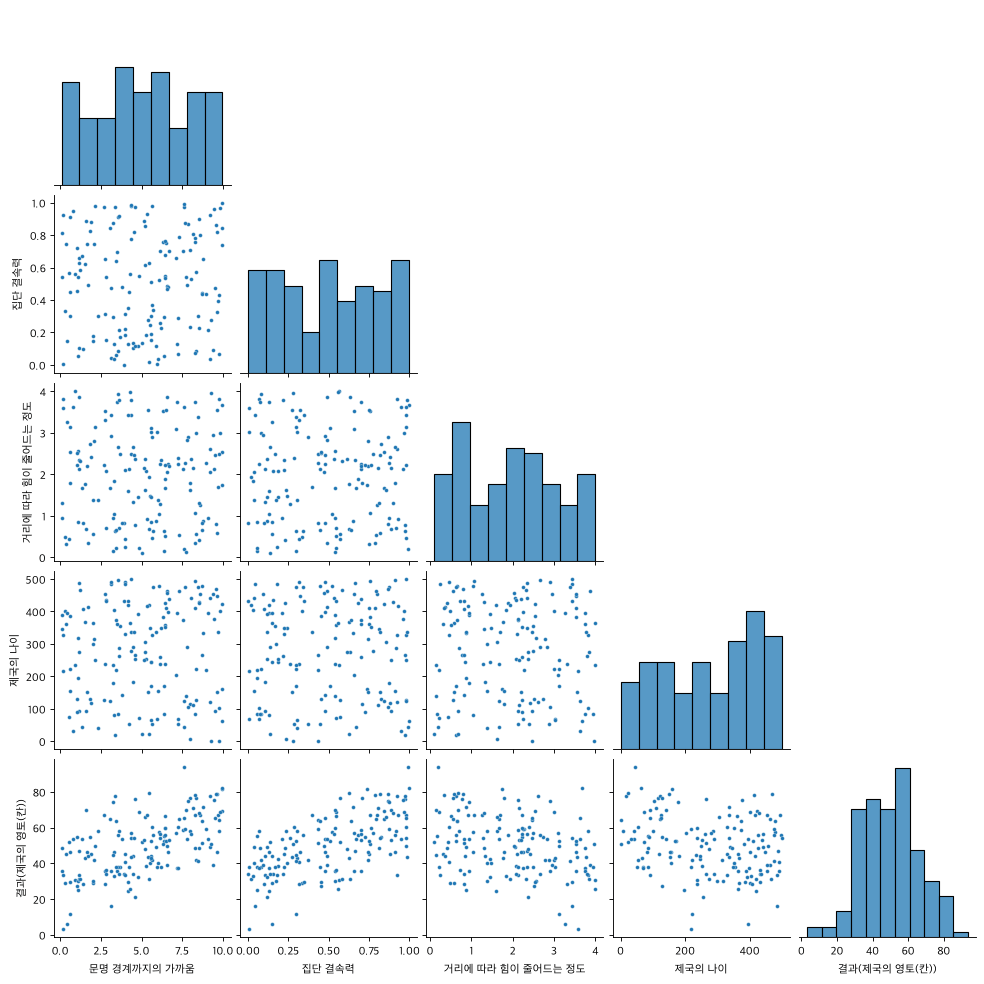 집단 결속력
1.0
0.8
0.6
0.4
0.2
0.0
거리에 따라 힘이 줄어드는 정도
4
3
2
1
0
제국의 나이
500
400
300
200
100
0
결과(제국의 영토(칸))
80
60
40
20
0
0.0 2.5 5.0 7.5 10.0
문명 경계까지의 가까움
0.00 0.25 0.50 0.75 1.00
집단 결속력
0 1 2 3 4
거리에 따라 힘이 줄어드는 정도
0 200 400
제국의 나이
0 20 40 60 80
결과(제국의 영토(칸))